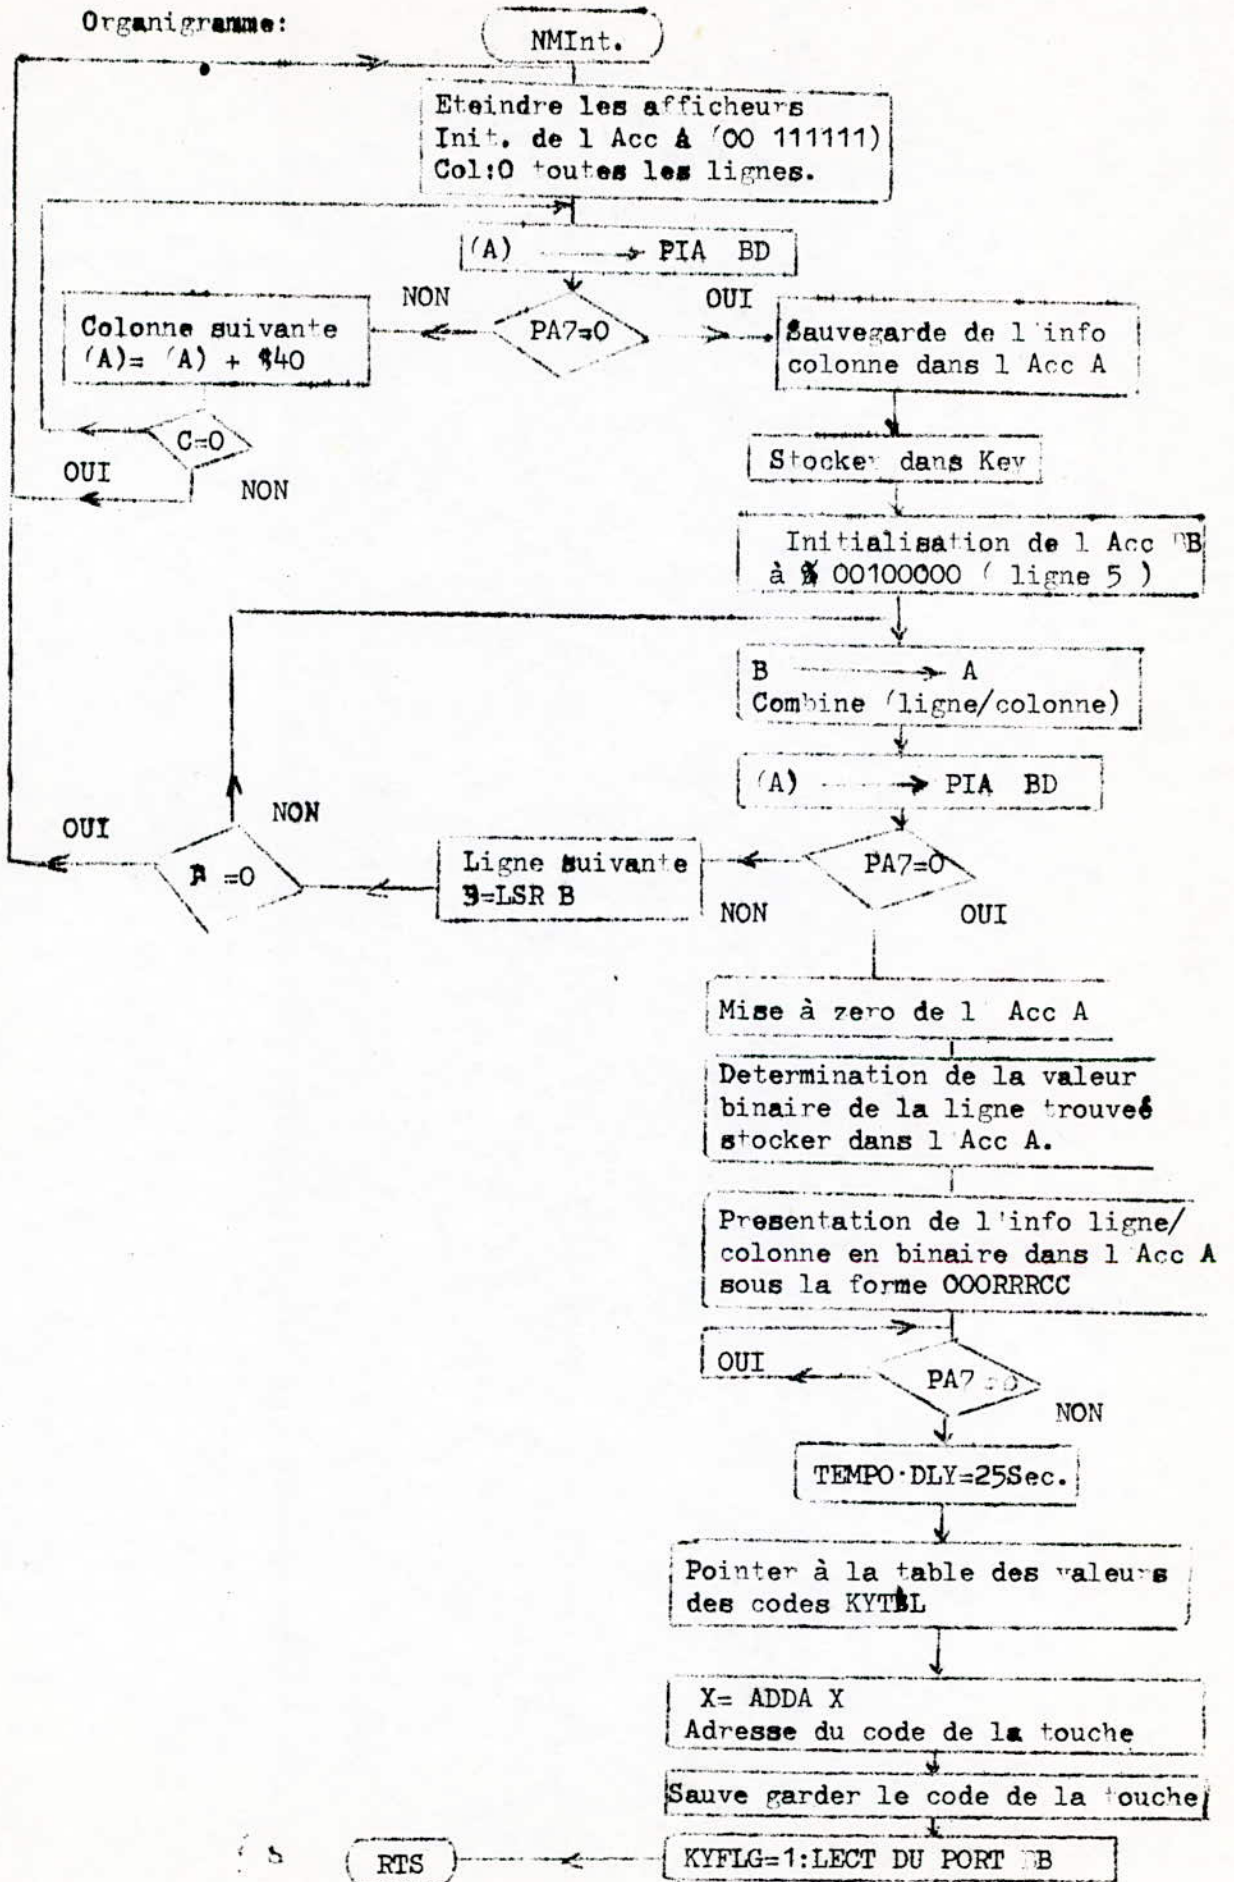 Organigramme:
NMInt.
Eteindre les afficheurs
Init. de l Acc A (00 111111)
Col:0 toutes les lignes.
(A) PIA BD
NON
OUI
PA7=0
Colonne suivante
(A)= (A) + $40
Sauvegarde de l'info
colonne dans l Acc A
C=0
OUI
NON
Stocker dans Key
Initialisation de l Acc B
à % 00100000 ( ligne 5 )
B A
Combine (ligne/colonne)
(A) PIA BD
OUI
NON
=0
Ligne suivante
B=LSR B
PA7=0
NON
OUI
Mise à zero de l Acc A
Determination de la valeur
binaire de la ligne trouveé
stocker dans l Acc A.
Presentation de l'info ligne/
colonne en binaire dans l Acc A
sous la forme 000RRRCC
OUI
PA7=0
NON
TEMPO.DLY=25Sec.
Pointer à la table des valeurs
des codes KYTBL
X= ADDA X
Adresse du code de la touche
Sauve garder le code de la touche
KYFLG=1:LECT DU PORT
RTS